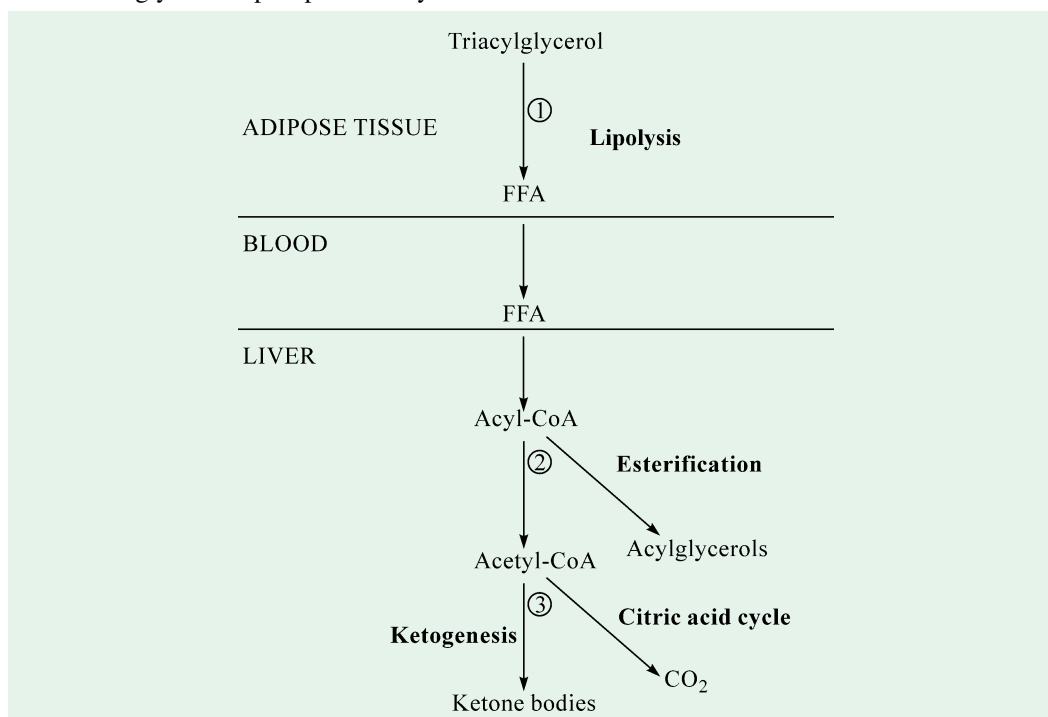 Triacylglycerol
①
ADIPOSE TISSUE
Lipolysis
FFA
BLOOD
FFA
LIVER
Acyl-CoA
②
Esterification
Acylglycerols
Acetyl-CoA
③
Citric acid cycle
Ketogenesis
CO₂
Ketone bodies